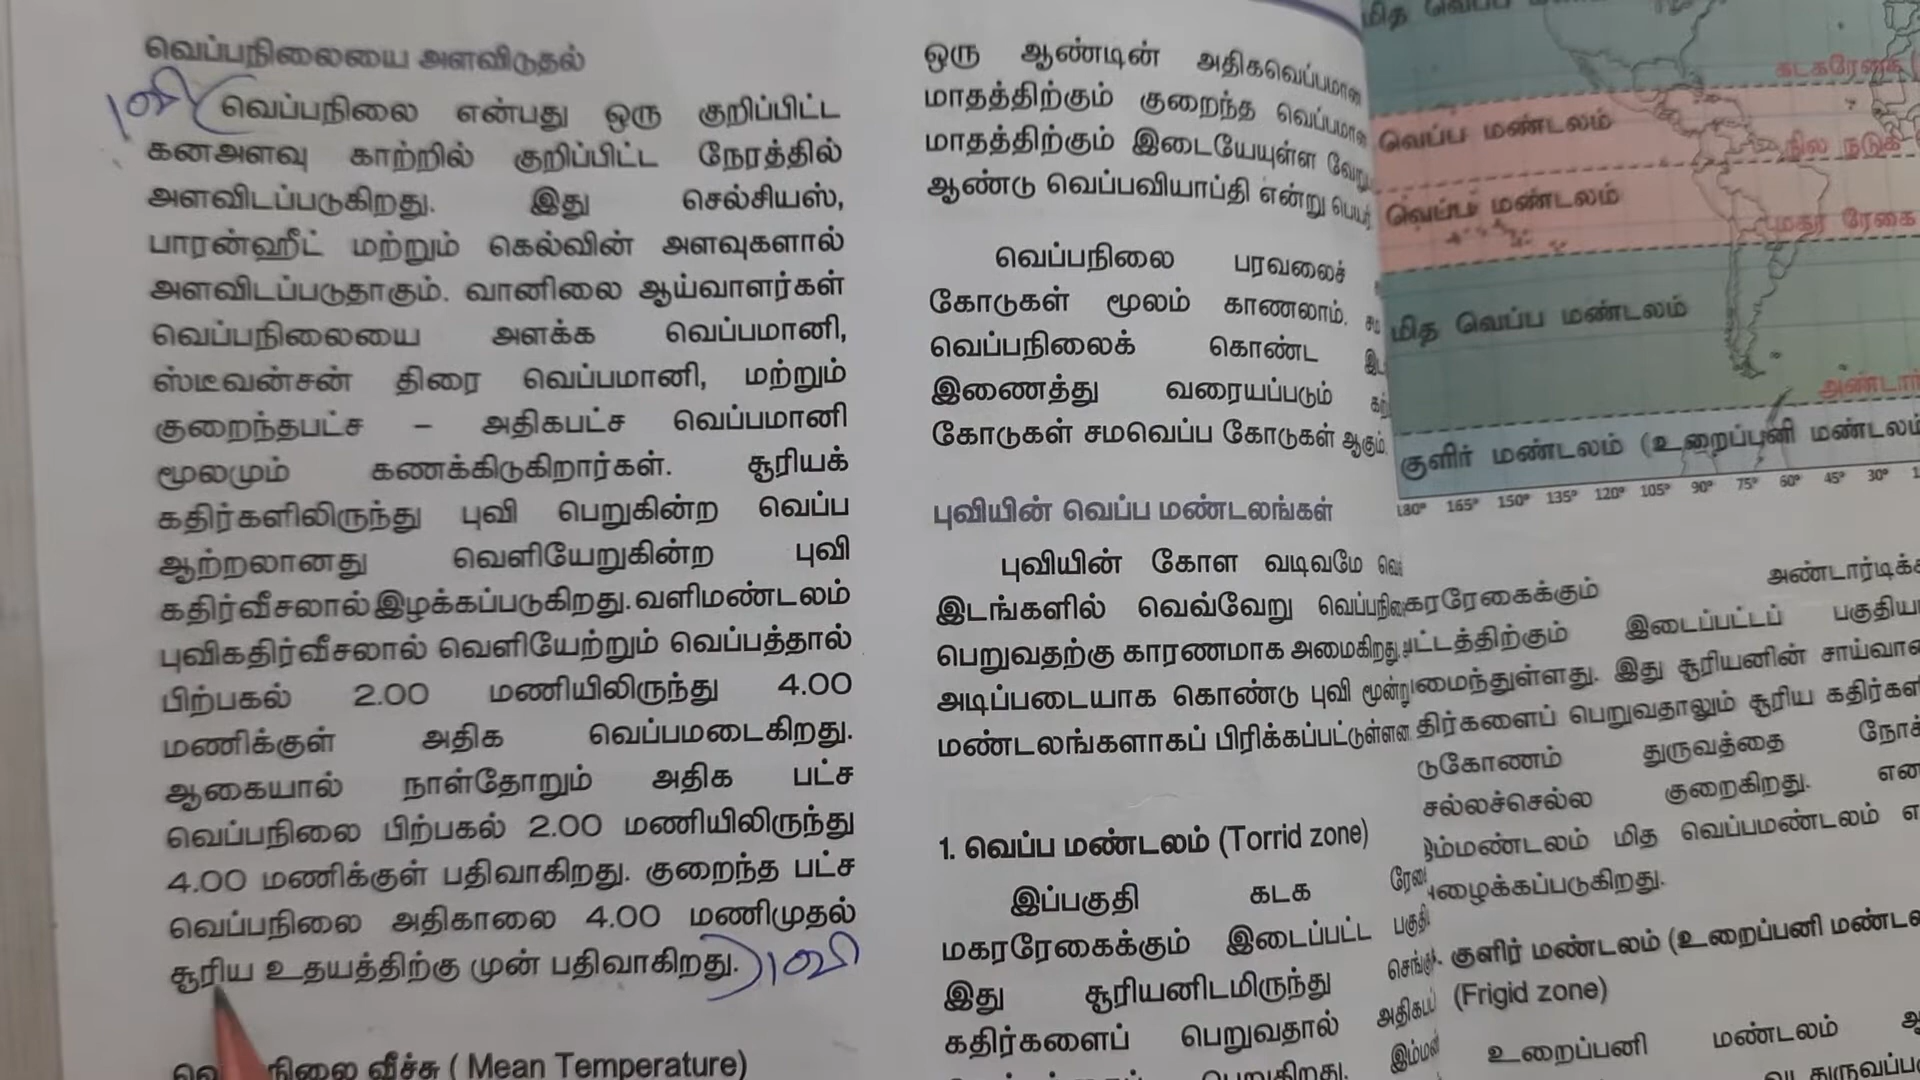 வெப்பநிலையை அளவிடுதல்
வெப்பநிலை என்பது ஒரு குறிப்பிட்ட
கனஅளவு காற்றில் குறிப்பிட்ட நேரத்தில்
அளவிடப்படுகிறது. இது செல்சியஸ்,
பாரன்ஹீட் மற்றும் கெல்வின் அளவுகளால்
அளவிடப்படுதாகும். வானிலை ஆய்வாளர்கள்
வெப்பநிலையை அளக்க வெப்பமானி,
ஸ்டீவன்சன் திரை வெப்பமானி, மற்றும்
குறைந்தபட்ச – அதிகபட்ச வெப்பமானி
மூலமும் கணக்கிடுகிறார்கள். சூரியக்
கதிர்களிலிருந்து புவி பெறுகின்ற வெப்ப
ஆற்றலானது வெளியேறுகின்ற புவி
கதிர்வீசலால் இழக்கப்படுகிறது. வளிமண்டலம்
புவிகதிர்வீசலால் வெளியேற்றும் வெப்பத்தால்
பிற்பகல் 2.00 மணியிலிருந்து 4.00
மணிக்குள் அதிக வெப்பமடைகிறது.
ஆகையால் நாள்தோறும் அதிக பட்ச
வெப்பநிலை பிற்பகல் 2.00 மணியிலிருந்து
4.00 மணிக்குள் பதிவாகிறது. குறைந்த பட்ச
வெப்பநிலை அதிகாலை 4.00 மணிமுதல்
சூரிய உதயத்திற்கு முன் பதிவாகிறது.
வீச்சு ( Mean Temperature)
ஒரு ஆண்டின் அதிகவெப்பமான
மாதத்திற்கும் குறைந்த வெப்பமான
மாதத்திற்கும் இடையேயுள்ள
ஆண்டு வெப்பவியாப்தி என்று
வெப்பநிலை பரவலைச்
கோடுகள் மூலம் காணலாம்.
வெப்பநிலைக் கொண்ட
இணைத்து வரையப்படும்
கோடுகள் சமவெப்ப கோடுகள் ஆகும்.
புவியின் வெப்ப மண்டலங்கள்
புவியின் கோள வடிவமே
இடங்களில் வெவ்வேறு
பெறுவதற்கு காரணமாக அமைகிறது.
அடிப்படையாக கொண்டு புவி மூன்று
மண்டலங்களாகப் பிரிக்கப்பட்டுள்ளன
1. வெப்ப மண்டலம் (Torrid zone)
இப்பகுதி கடக
மகரரேகைக்கும் இடைப்பட்ட
இது சூரியனிடமிருந்து
கதிர்களைப் பெறுவதால்
வெப்ப மண்டலம்
வெப்ப மண்டலம்
மகர ரேகை
மித வெப்ப மண்டலம்
குளிர் மண்டலம் (உறைப்பனி மண்டலம்
180° 165° 150° 135° 120° 105° 90° 75° 60° 45° 30°
இடைப்பட்டப்
இது சூரியனின்
பெறுவதாலும் சூரிய
துருவத்தை
குறைகிறது.
மித வெப்பமண்டலம்
குளிர் மண்டலம் (உறைப்பனி
(Frigid zone)
உறைப்பனி மண்டலம்